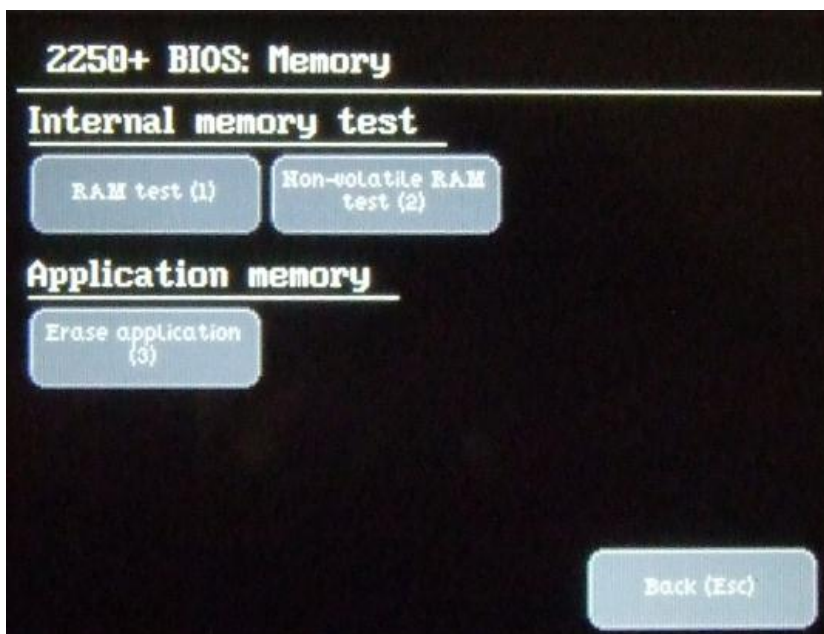 2250+ BIOS: Memory
Internal memory test
RAM test (1)
Non-volatile RAM
test (2)
Application memory
Erase application
(3)
Back (Esc)